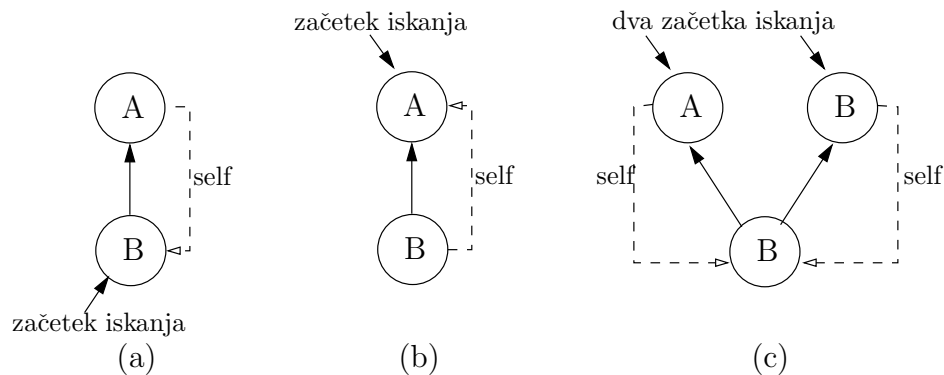 začetek iskanja
dva začetka iskanja
A
A
A
B
self
self
self
self
B
B
B
začetek iskanja
(a)
(b)
(c)